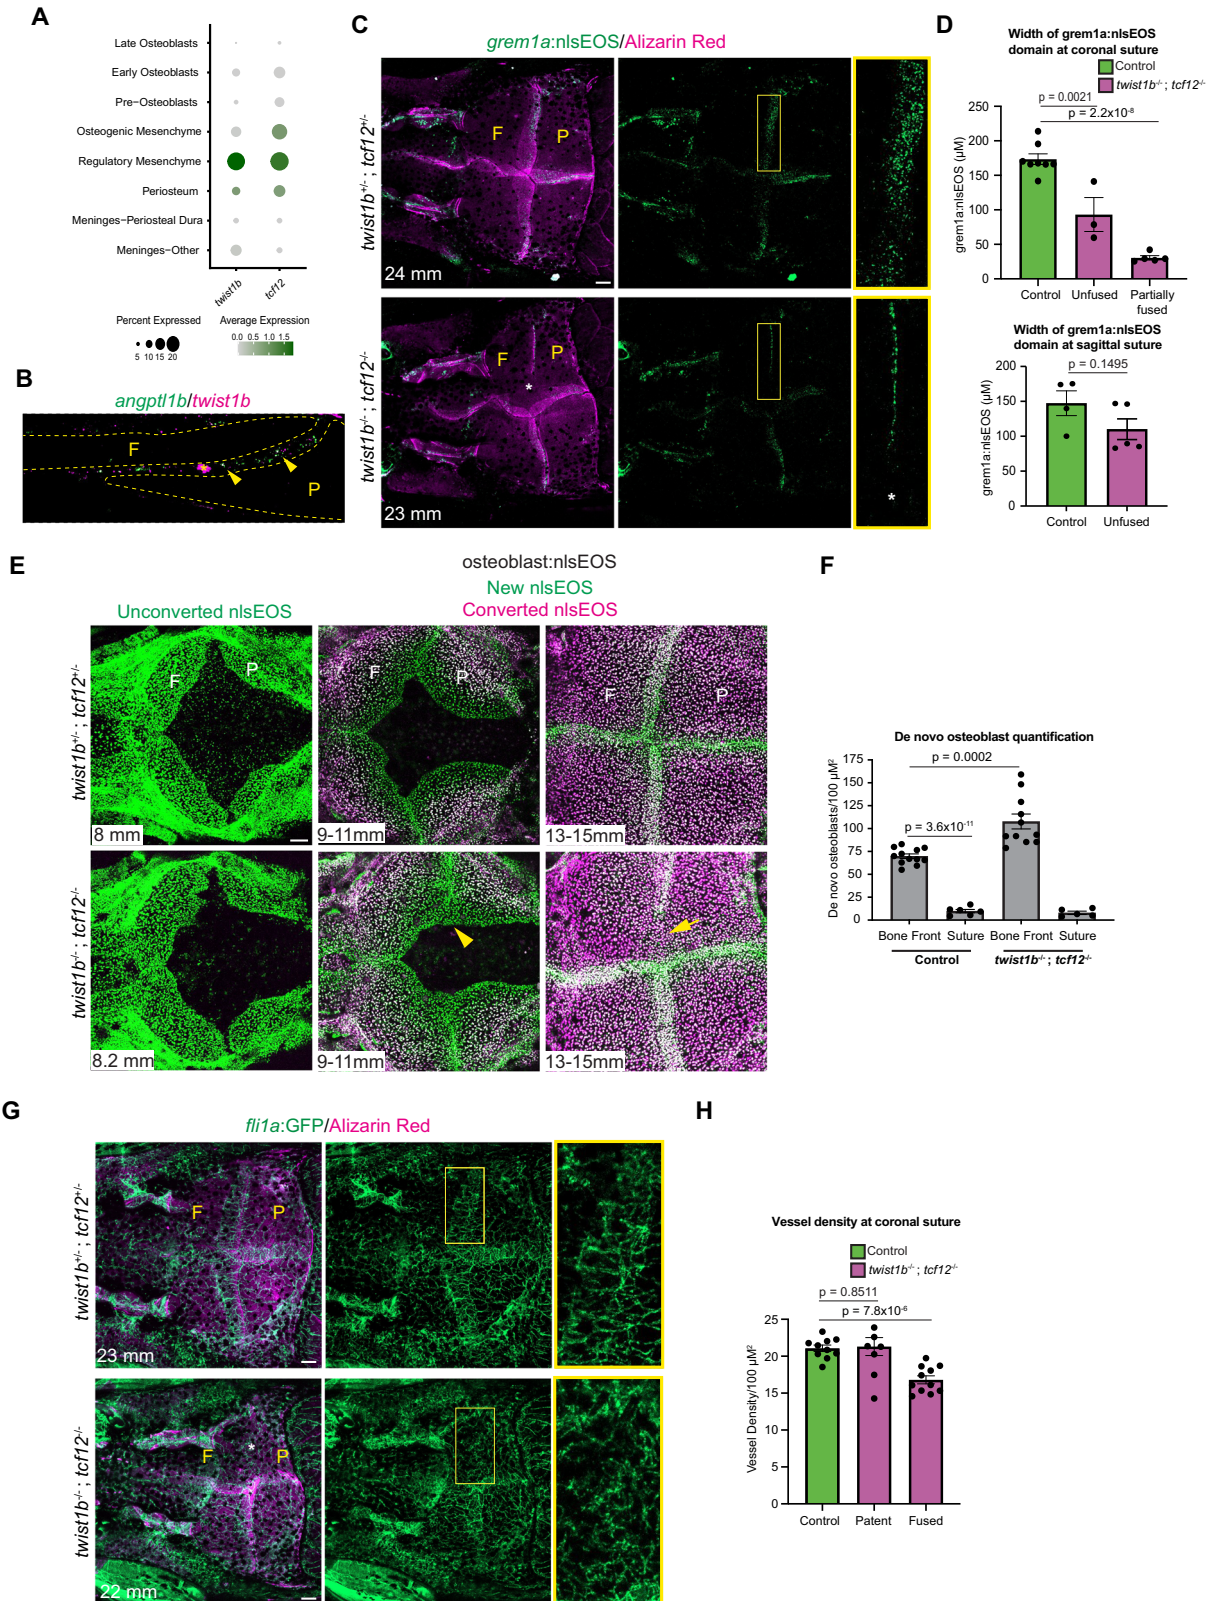 A
Late Osteoblasts
Early Osteoblasts
Pre-Osteoblasts
Osteogenic Mesenchyme
Regulatory Mesenchyme
Periosteum
Meninges-Periosteal Dura
Meninges-Other
twist1b
tcf12
Percent Expressed
5 10 15 20
Average Expression
0.0 0.5 1.0 1.5
B
angptl1b/twist1b
F
P
C
grem1a:nlsEOS/Alizarin Red
twist1b+/-; tcf12+/-
F
P
24 mm
twist1b-/-; tcf12-/-
F
P
*
23 mm
*
D
Width of grem1a:nlsEOS
domain at coronal suture
Control
twist1b-/-; tcf12-/-
p = 0.0021
p = 2.2x10-8
grem1a:nlsEOS (µM)
250
200
150
100
50
0
Control
Unfused
Partially
fused
Width of grem1a:nlsEOS
domain at sagittal suture
p = 0.1495
grem1a:nlsEOS (µM)
200
150
100
50
0
Control
Unfused
E
osteoblast:nlsEOS
New nlsEOS
Unconverted nlsEOS
Converted nlsEOS
twist1b+/-; tcf12+/-
F
P
F
P
F
P
8 mm
9-11mm
13-15mm
twist1b-/-; tcf12-/-
8.2 mm
9-11mm
13-15mm
F
De novo osteoblast quantification
p = 0.0002
p = 3.6x10-11
De novo osteoblasts/100 µM²
175
150
125
100
75
50
25
0
Bone Front Suture Bone Front Suture
Control
twist1b-/-; tcf12-/-
G
fli1a:GFP/Alizarin Red
twist1b+/-; tcf12+/-
F
P
23 mm
twist1b-/-; tcf12-/-
F
*
P
22 mm
H
Vessel density at coronal suture
Control
twist1b-/-; tcf12-/-
p = 0.8511
p = 7.8x10-6
Vessel Density/100 µM²
25
20
15
10
5
0
Control
Patent
Fused